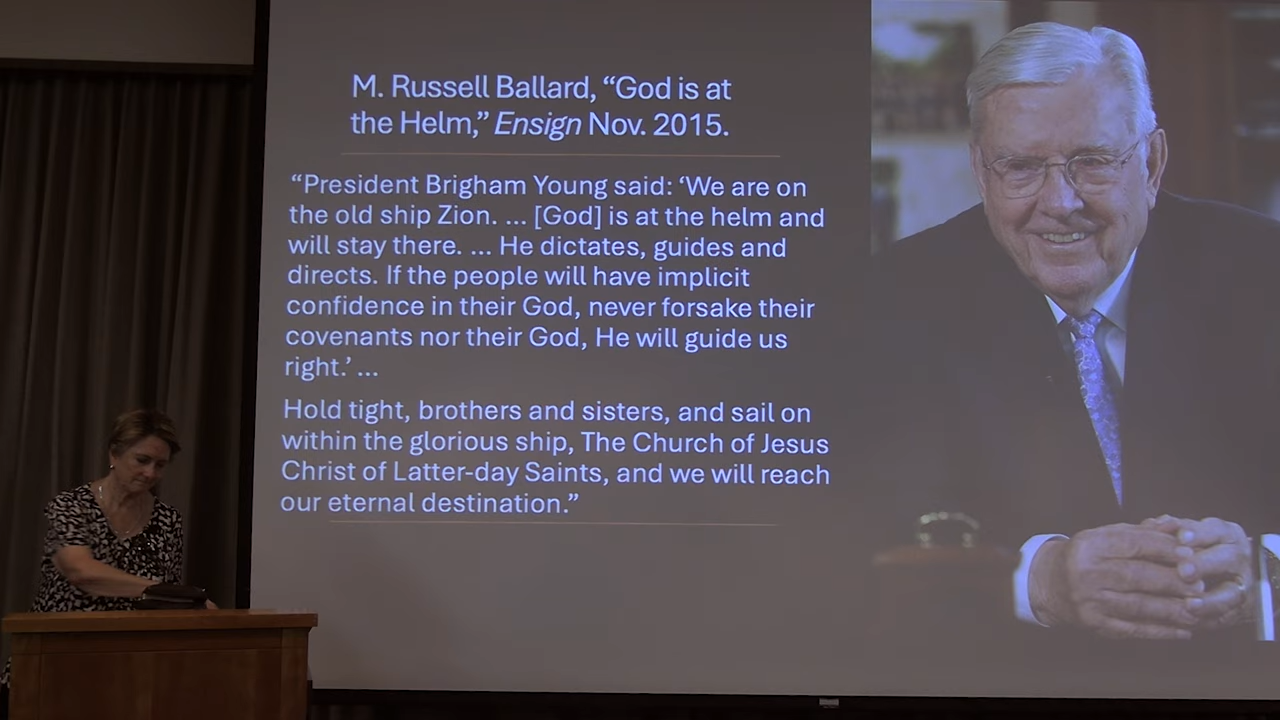 M. Russell Ballard, “God is at
the Helm,” Ensign Nov. 2015.
“President Brigham Young said: ‘We are on
the old ship Zion. ... [God] is at the helm and
will stay there. ... He dictates, guides and
directs. If the people will have implicit
confidence in their God, never forsake their
covenants nor their God, He will guide us
right.’ ...
Hold tight, brothers and sisters, and sail on
within the glorious ship, The Church of Jesus
Christ of Latter-day Saints, and we will reach
our eternal destination.”